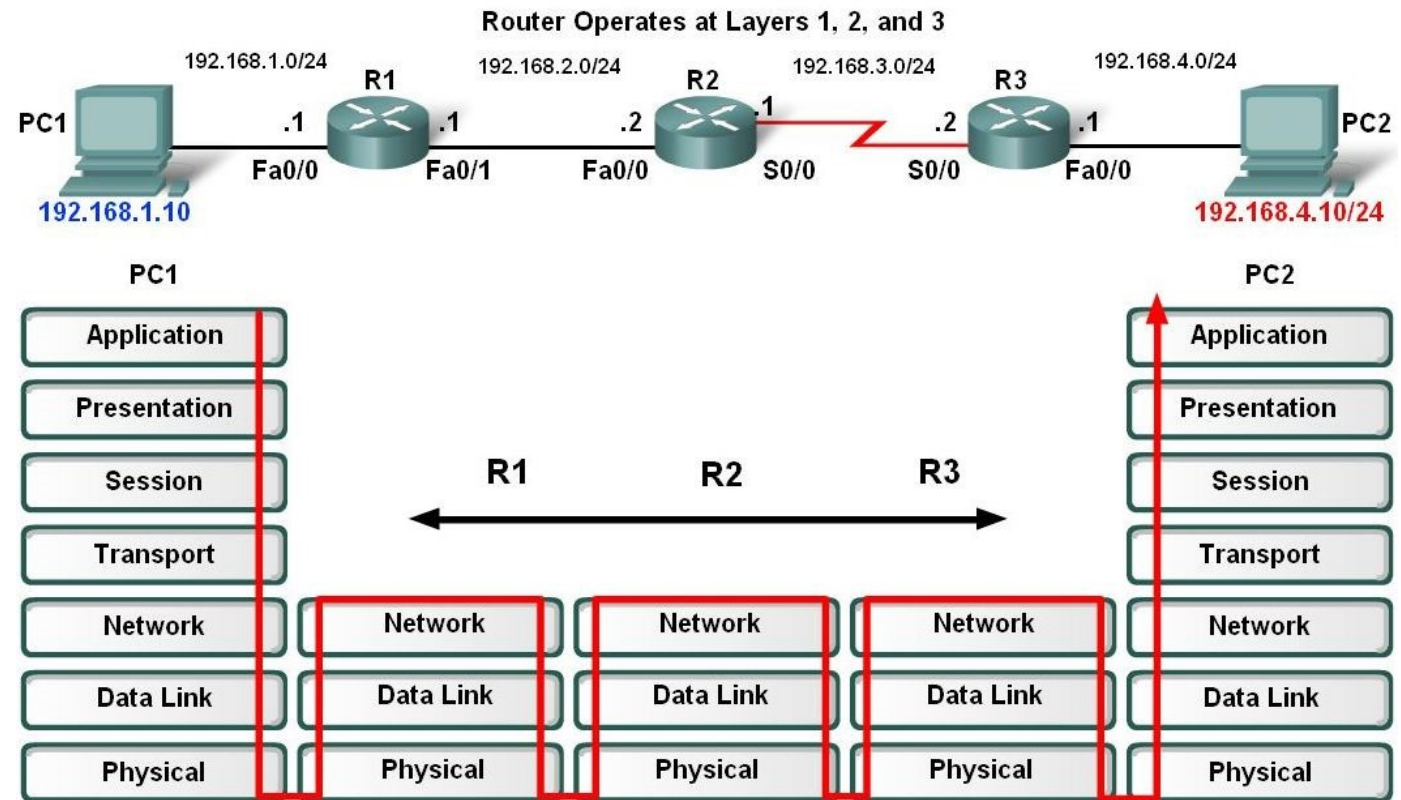 Router Operates at Layers 1, 2, and 3
192.168.1.0/24 192.168.2.0/24 192.168.3.0/24 192.168.4.0/24
R1 R2 R3
PC1 .1 .1 .2 .1 .2 .1 PC2
Fa0/0 Fa0/1 Fa0/0 S0/0 S0/0 Fa0/0
192.168.1.10 192.168.4.10/24
PC1 PC2
Application Application
Presentation Presentation
Session R1 R2 R3 Session
Transport Transport
Network Network Network Network Network
Data Link Data Link Data Link Data Link Data Link
Physical Physical Physical Physical Physical